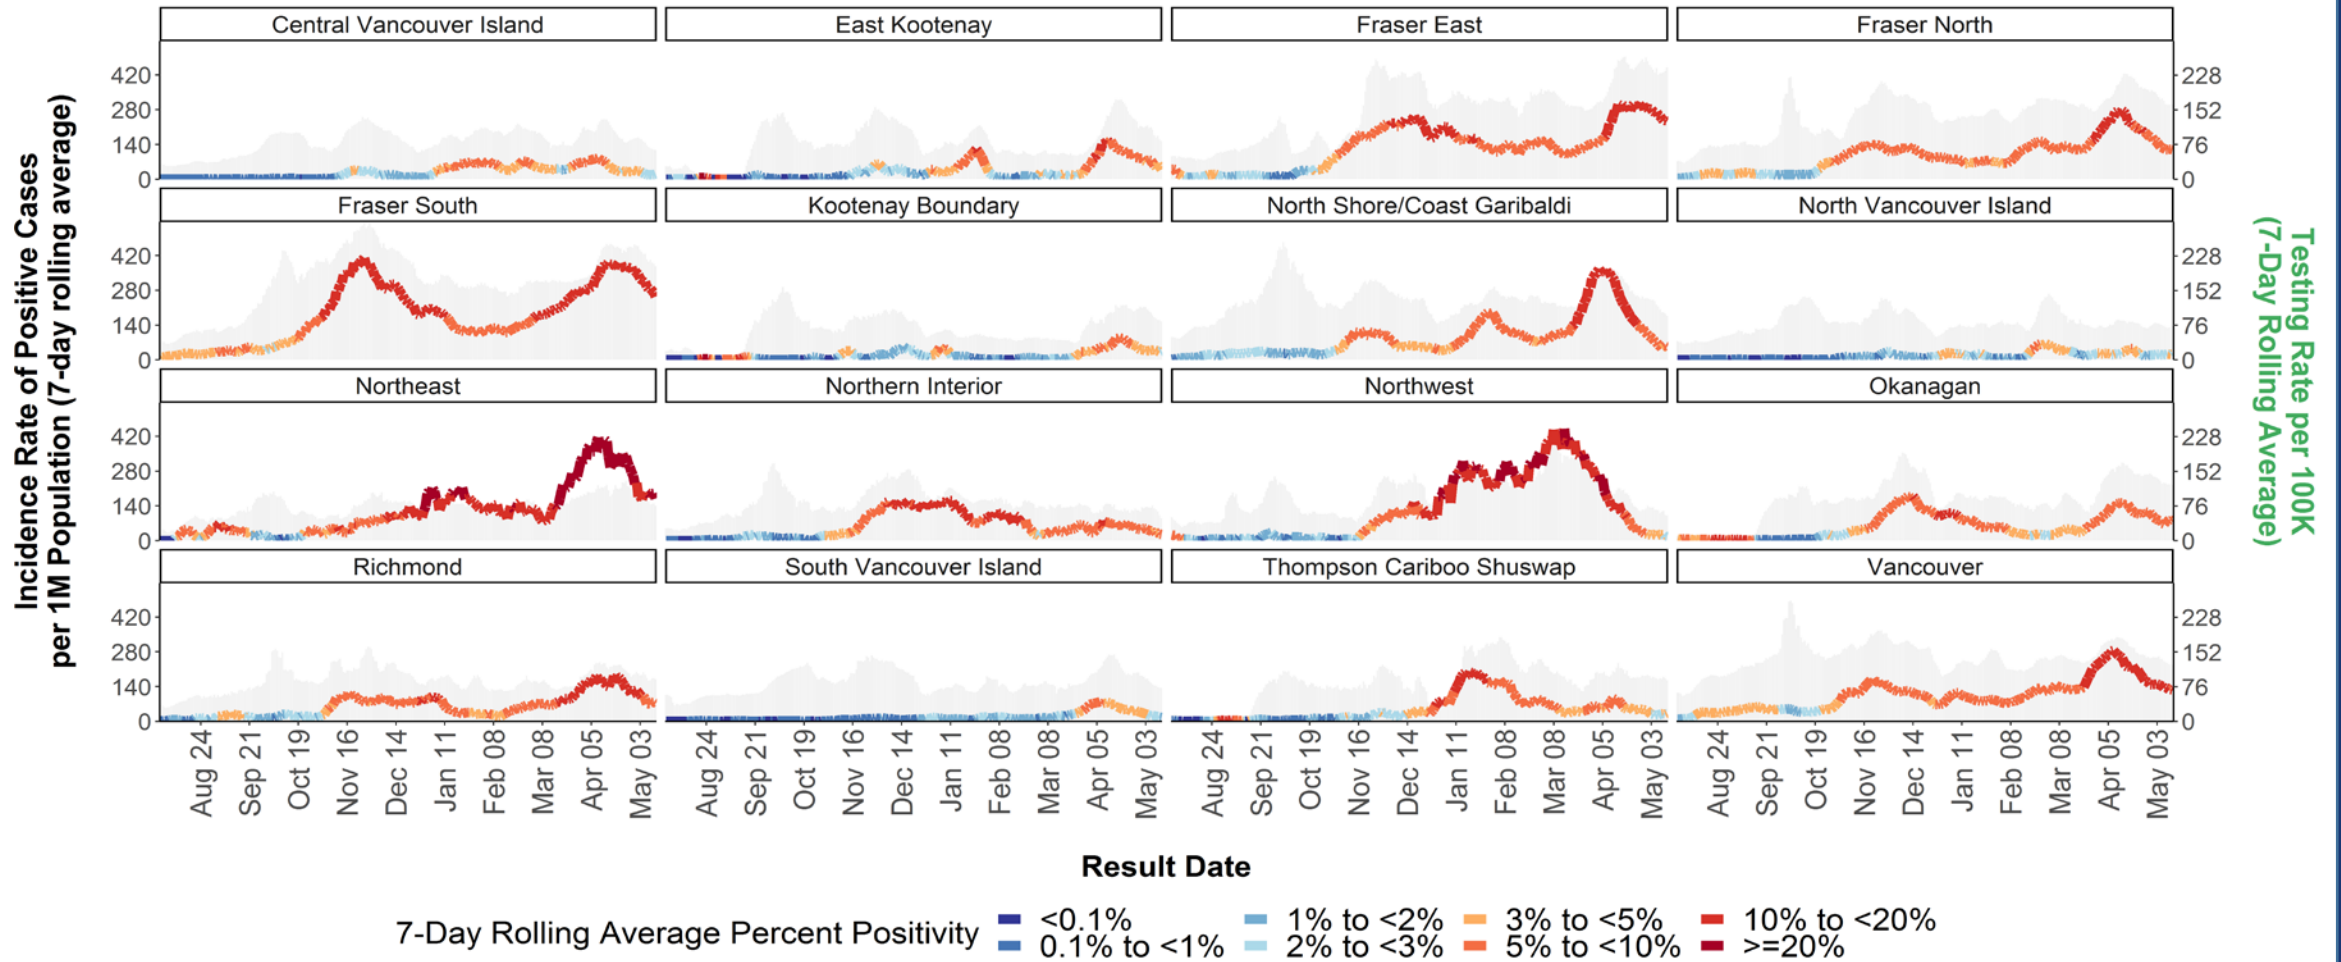 Incidence Rate of Positive Cases
per 1M Population (7-day rolling average)
Central Vancouver Island
East Kootenay
Fraser East
Fraser North
420
280
140
0
228
152
76
0
Fraser South
Kootenay Boundary
North Shore/Coast Garibaldi
North Vancouver Island
420
280
140
0
228
152
76
0
Northeast
Northern Interior
Northwest
Okanagan
420
280
140
0
228
152
76
0
Richmond
South Vancouver Island
Thompson Cariboo Shuswap
Vancouver
420
280
140
0
228
152
76
0
Testing Rate per 100K
(7-Day Rolling Average)
Aug 24
Sep 21
Oct 19
Nov 16
Dec 14
Jan 11
Feb 08
Mar 08
Apr 05
May 03
Aug 24
Sep 21
Oct 19
Nov 16
Dec 14
Jan 11
Feb 08
Mar 08
Apr 05
May 03
Aug 24
Sep 21
Oct 19
Nov 16
Dec 14
Jan 11
Feb 08
Mar 08
Apr 05
May 03
Aug 24
Sep 21
Oct 19
Nov 16
Dec 14
Jan 11
Feb 08
Mar 08
Apr 05
May 03
Result Date
7-Day Rolling Average Percent Positivity
<0.1%
1% to <2%
3% to <5%
10% to <20%
0.1% to <1%
2% to <3%
5% to <10%
>=20%